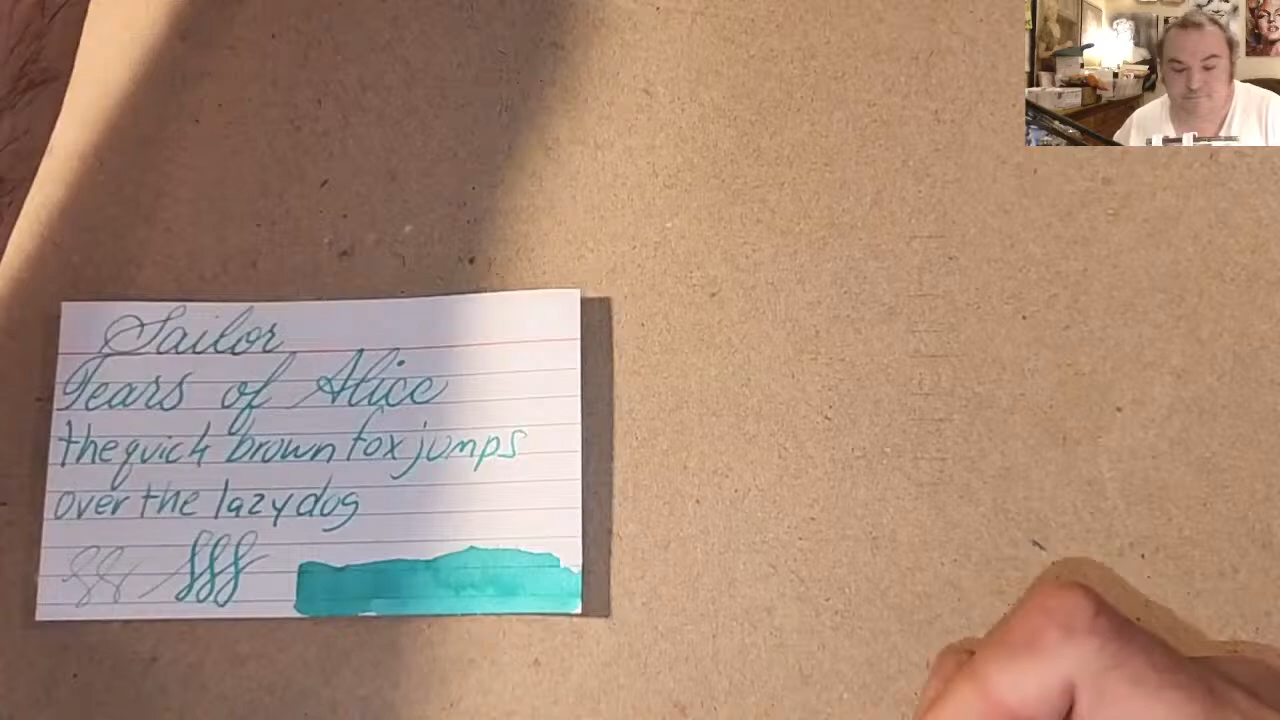 Sailor
Tears of Alice
the quick brown fox jumps
over the lazy dog